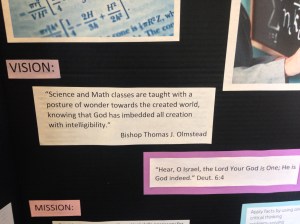 VISION:
"Science and Math classes are taught with a
posture of wonder towards the created world,
knowing that God has imbedded all creation
with intelligibility."
Bishop Thomas J. Olmstead
"Hear, O Israel, the Lord Your God is One; He is
God indeed." Deut. 6:4
MISSION: